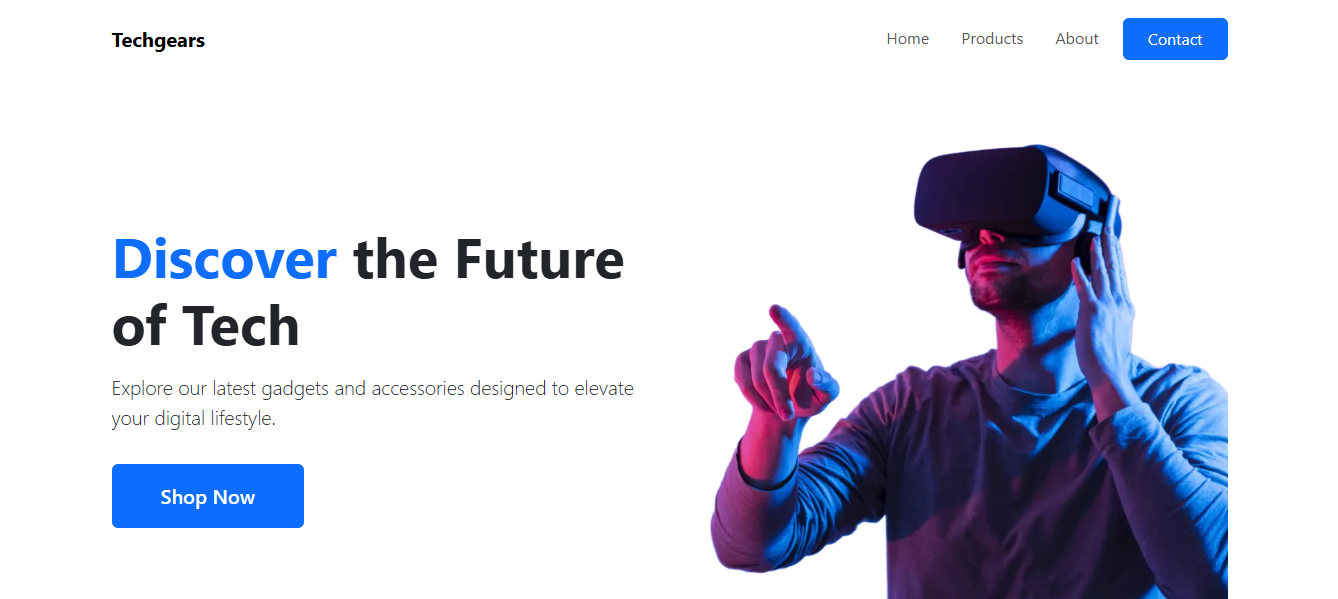 Techgears
Home Products About Contact
Discover the Future
of Tech
Explore our latest gadgets and accessories designed to elevate
your digital lifestyle.
Shop Now